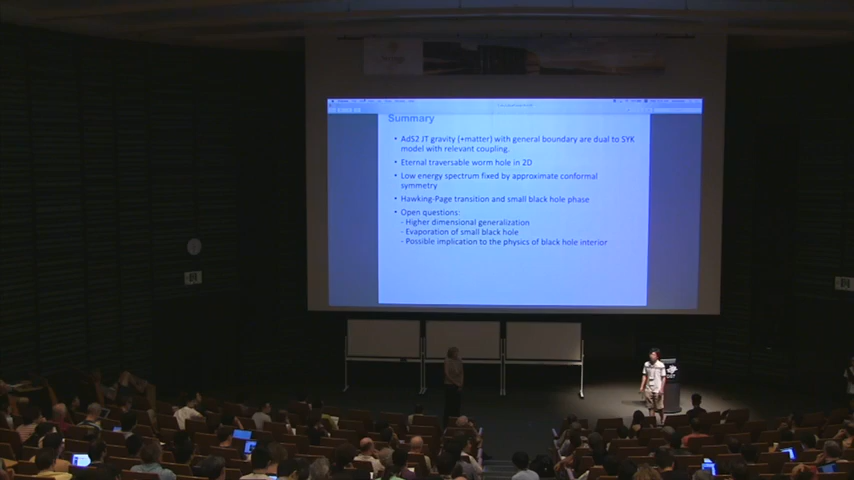 Summary
• AdS2 JT gravity (+matter) with general boundary are dual to SYK
model with relevant coupling.
• Eternal traversable worm hole in 2D
• Low energy spectrum fixed by approximate conformal
symmetry
• Hawking-Page transition and small black hole phase
• Open questions:
- Higher dimensional generalization
- Evaporation of small black hole
- Possible implication to the physics of black hole interior